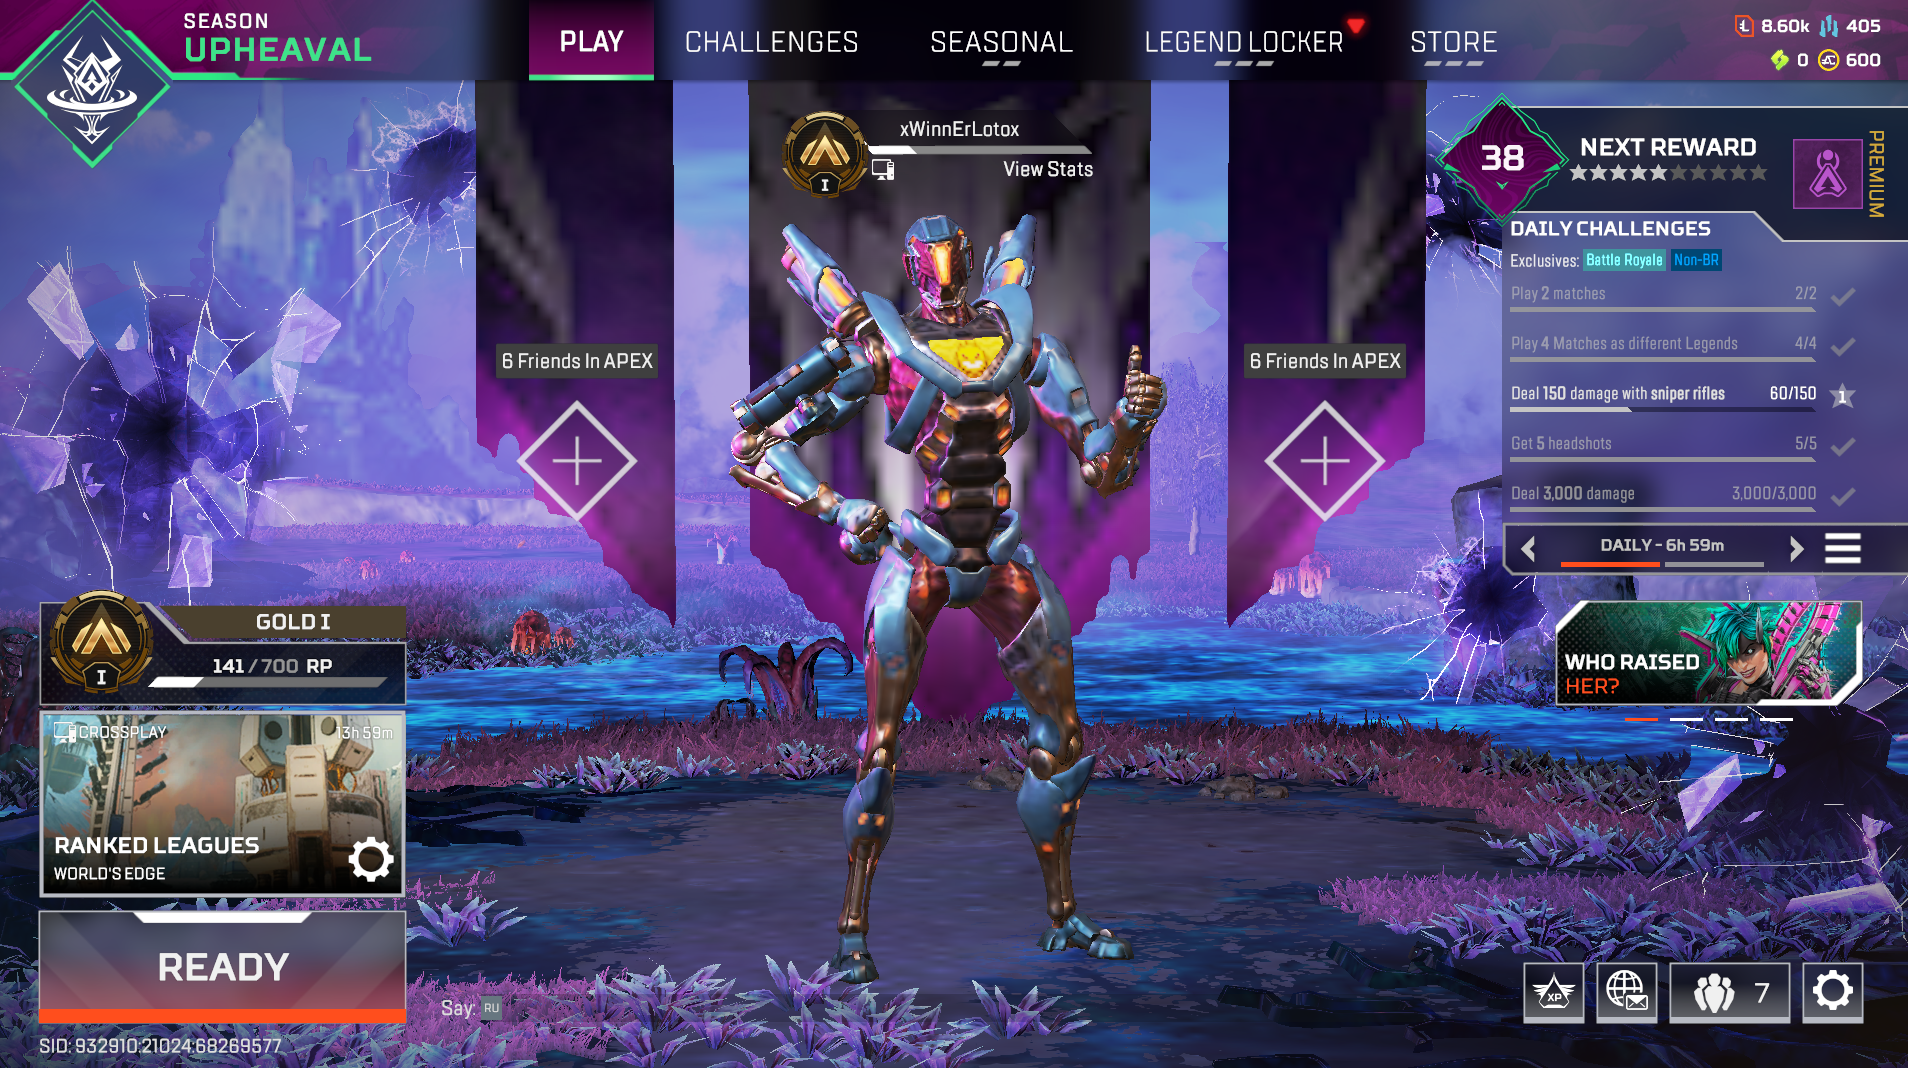 SEASON
UPHEAVAL
PLAY
CHALLENGES
SEASONAL
LEGEND LOCKER
STORE
8.60k
405
0
600
xWinnErLotox
I
View Stats
6 Friends In APEX
6 Friends In APEX
38
NEXT REWARD
PREMIUM
DAILY CHALLENGES
Exclusives: Battle Royale Non-BR
Play 2 matches 2/2
Play 4 Matches as different Legends 4/4
Deal 150 damage with sniper rifles 60/150 1
Get 5 headshots 5/5
Deal 3,000 damage 3,000/3,000
DAILY - 6h 59m
WHO RAISED
HER?
GOLD I
141 / 700 RP
I
CROSSPLAY 13h 59m
RANKED LEAGUES
WORLD'S EDGE
READY
Say: RU
XP
7
SID: 932910:21024:68269577